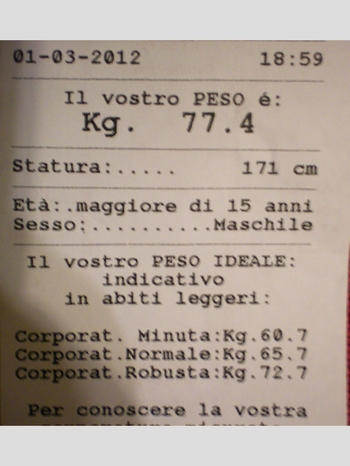 01-03-2012 18:59
Il vostro PESO é:
Kg. 77.4
Statura:..... 171 cm
Età:.maggiore di 15 anni
Sesso:..........Maschile
Il vostro PESO IDEALE:
indicativo
in abiti leggeri:
Corporat. Minuta:Kg.60.7
Corporat.Normale:Kg.65.7
Corporat.Robusta:Kg.72.7
Per conoscere la vostra